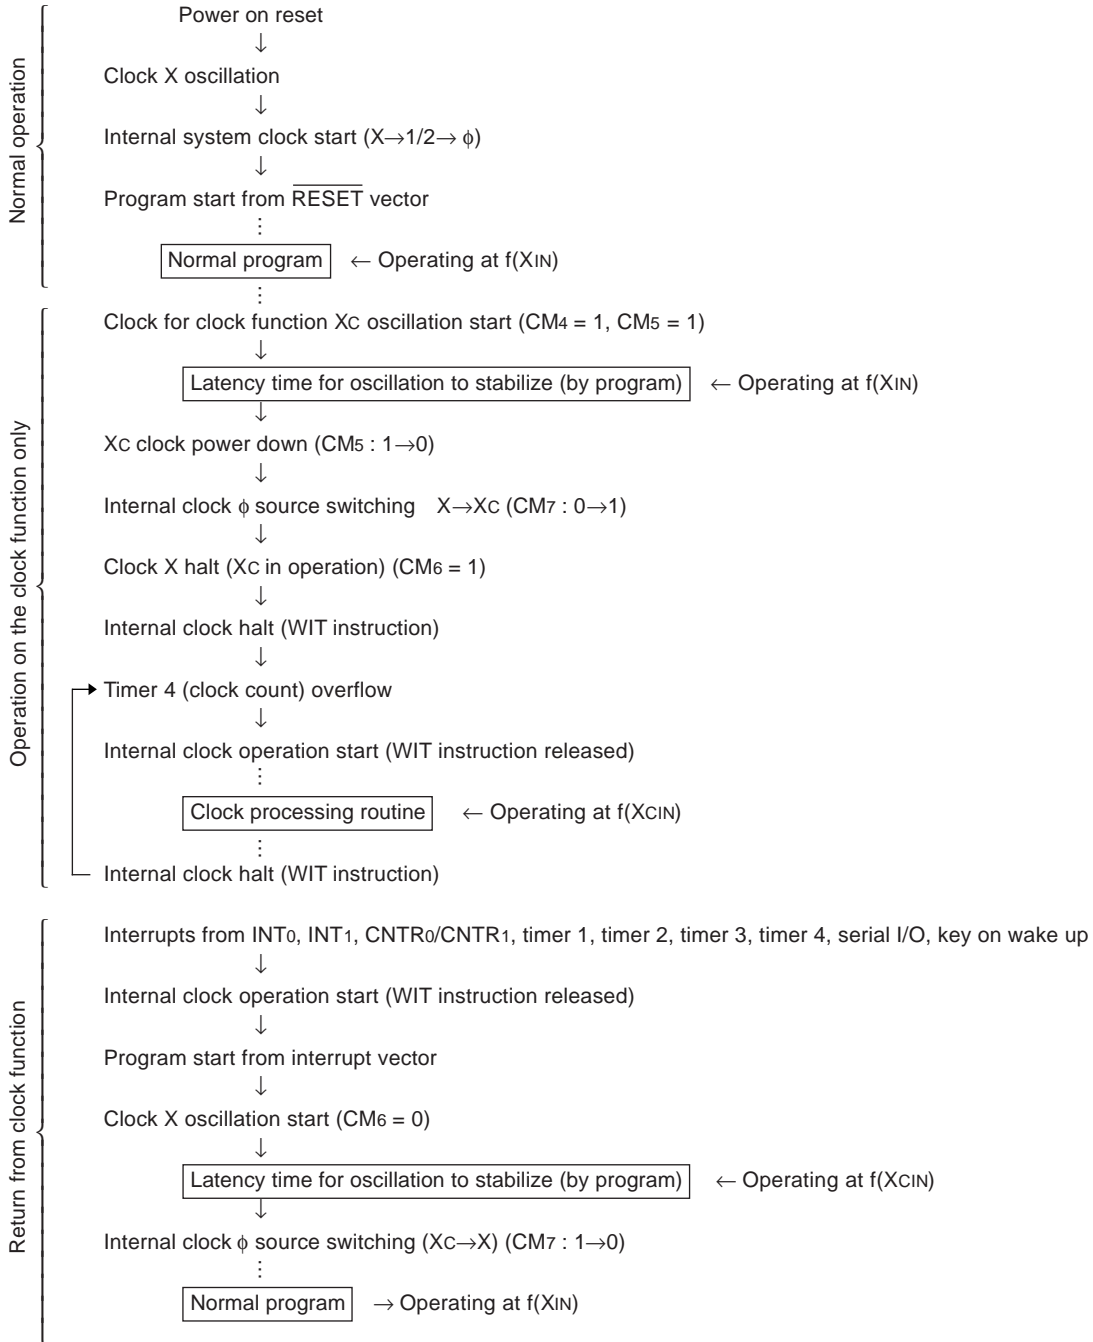 Normal operation
Power on reset
↓
Clock X oscillation
↓
Internal system clock start (X→1/2→ ϕ)
↓
Program start from RESET vector
⋮
Normal program ← Operating at f(XIN)
⋮
Operation on the clock function only
Clock for clock function XC oscillation start (CM4 = 1, CM5 = 1)
↓
Latency time for oscillation to stabilize (by program) ← Operating at f(XIN)
↓
XC clock power down (CM5 : 1→0)
↓
Internal clock ϕ source switching X→XC (CM7 : 0→1)
↓
Clock X halt (XC in operation) (CM6 = 1)
↓
Internal clock halt (WIT instruction)
↓
Timer 4 (clock count) overflow
↓
Internal clock operation start (WIT instruction released)
⋮
Clock processing routine ← Operating at f(XCIN)
⋮
Internal clock halt (WIT instruction)
Return from clock function
Interrupts from INT0, INT1, CNTR0/CNTR1, timer 1, timer 2, timer 3, timer 4, serial I/O, key on wake up
↓
Internal clock operation start (WIT instruction released)
↓
Program start from interrupt vector
↓
Clock X oscillation start (CM6 = 0)
↓
Latency time for oscillation to stabilize (by program) ← Operating at f(XCIN)
↓
Internal clock ϕ source switching (XC→X) (CM7 : 1→0)
⋮
Normal program → Operating at f(XIN)